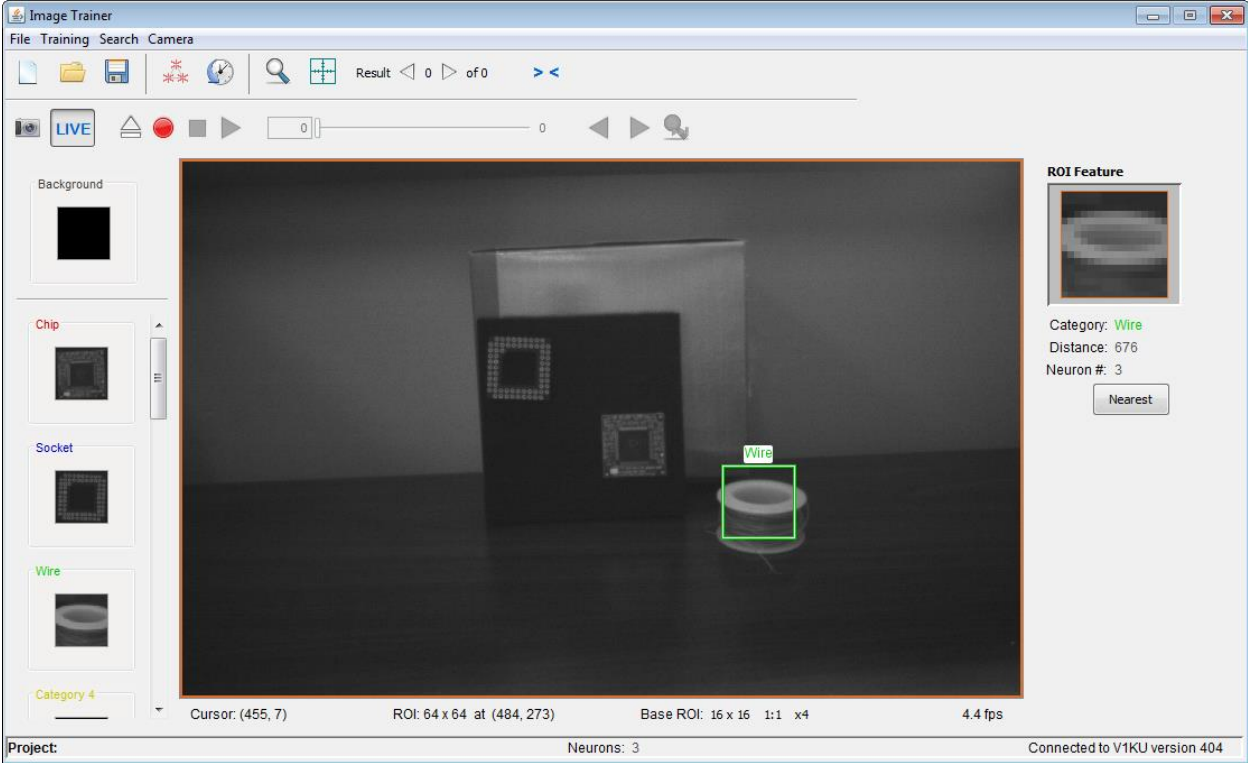 Image Trainer
File Training Search Camera
Result 0 of 0 > <
LIVE 0 0
Background
ROI Feature
Chip
Category: Wire
Distance: 676
Neuron #: 3
Nearest
Socket
Wire
Wire
Category 4
Cursor: (455, 7) ROI: 64 x 64 at (484, 273) Base ROI: 16 x 16 1:1 x4 4.4 fps
Project: Neurons: 3 Connected to V1KU version 404